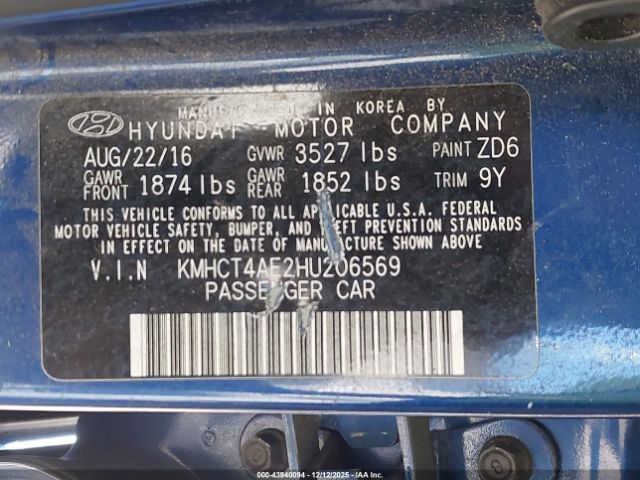 MANUFACTURED IN KOREA BY
HYUNDAI MOTOR COMPANY
AUG/22/16 GVWR 3527 lbs PAINT ZD6
GAWR FRONT 1874 lbs GAWR REAR 1852 lbs TRIM 9Y
THIS VEHICLE CONFORMS TO ALL APPLICABLE U.S.A. FEDERAL
MOTOR VEHICLE SAFETY, BUMPER, AND THEFT PREVENTION STANDARDS
IN EFFECT ON THE DATE OF MANUFACTURE SHOWN ABOVE.
V.I.N KMHCT4AE2HU206569
PASSENGER CAR
000-43940094 - 12/12/2025 - IAAI.COM